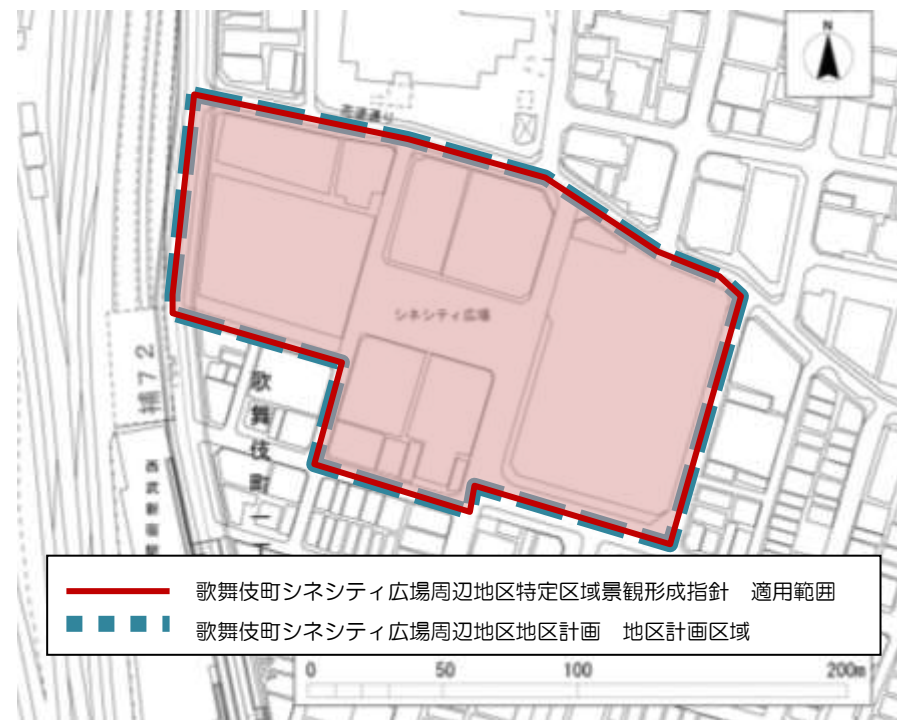 N
花道通り
シネシティ広場
補72
歌舞伎町一丁
西武新宿
歌舞伎町シネシティ広場周辺地区特定区域景観形成指針 適用範囲
歌舞伎町シネシティ広場周辺地区地区計画 地区計画区域
0 50 100 200m